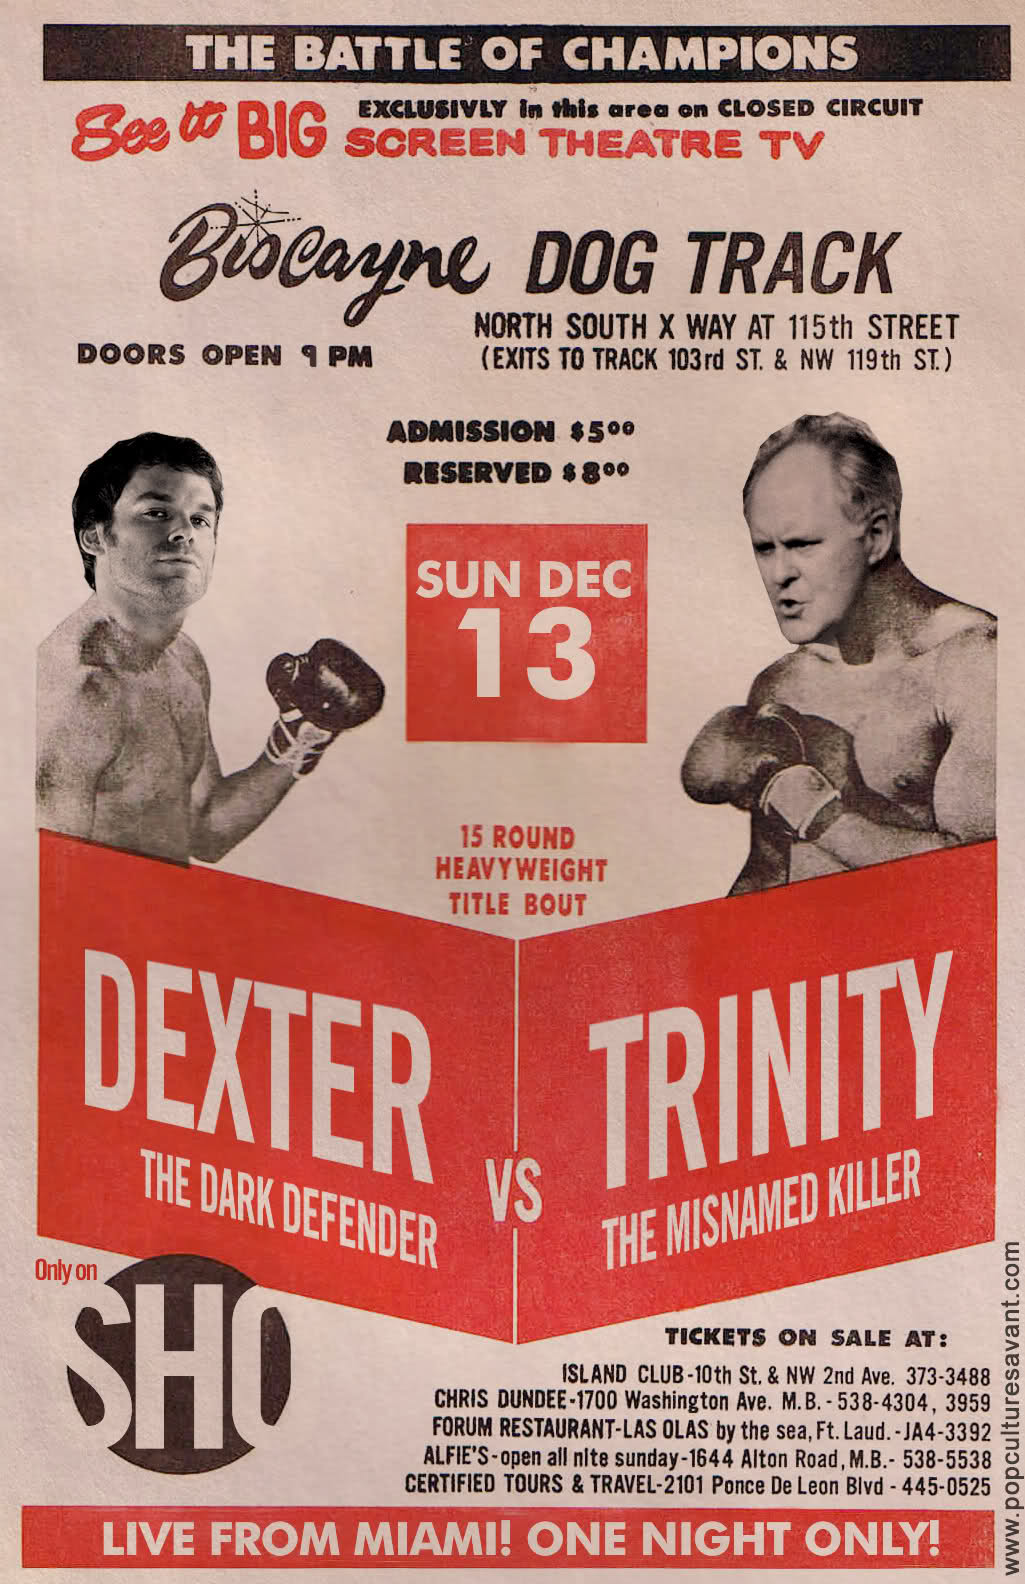 THE BATTLE OF CHAMPIONS
See it BIG
EXCLUSIVLY in this area on CLOSED CIRCUIT
SCREEN THEATRE TV
Biscayne DOG TRACK
NORTH SOUTH X WAY AT 115th STREET
DOORS OPEN 9 PM
(EXITS TO TRACK 103rd ST. & NW 119th ST.)
ADMISSION $5⁰⁰
RESERVED $8⁰⁰
SUN DEC
13
15 ROUND
HEAVYWEIGHT
TITLE BOUT
DEXTER
THE DARK DEFENDER
VS
TRINITY
THE MISNAMED KILLER
Only on
SHO
TICKETS ON SALE AT:
ISLAND CLUB-10th St. & NW 2nd Ave. 373-3488
CHRIS DUNDEE-1700 Washington Ave. M.B.-538-4304, 3959
FORUM RESTAURANT-LAS OLAS by the sea, Ft. Laud.-JA4-3392
ALFIE'S-open all nite sunday-1644 Alton Road, M.B.- 538-5538
CERTIFIED TOURS & TRAVEL-2101 Ponce De Leon Blvd - 445-0525
LIVE FROM MIAMI! ONE NIGHT ONLY!
www.popculturesavant.com